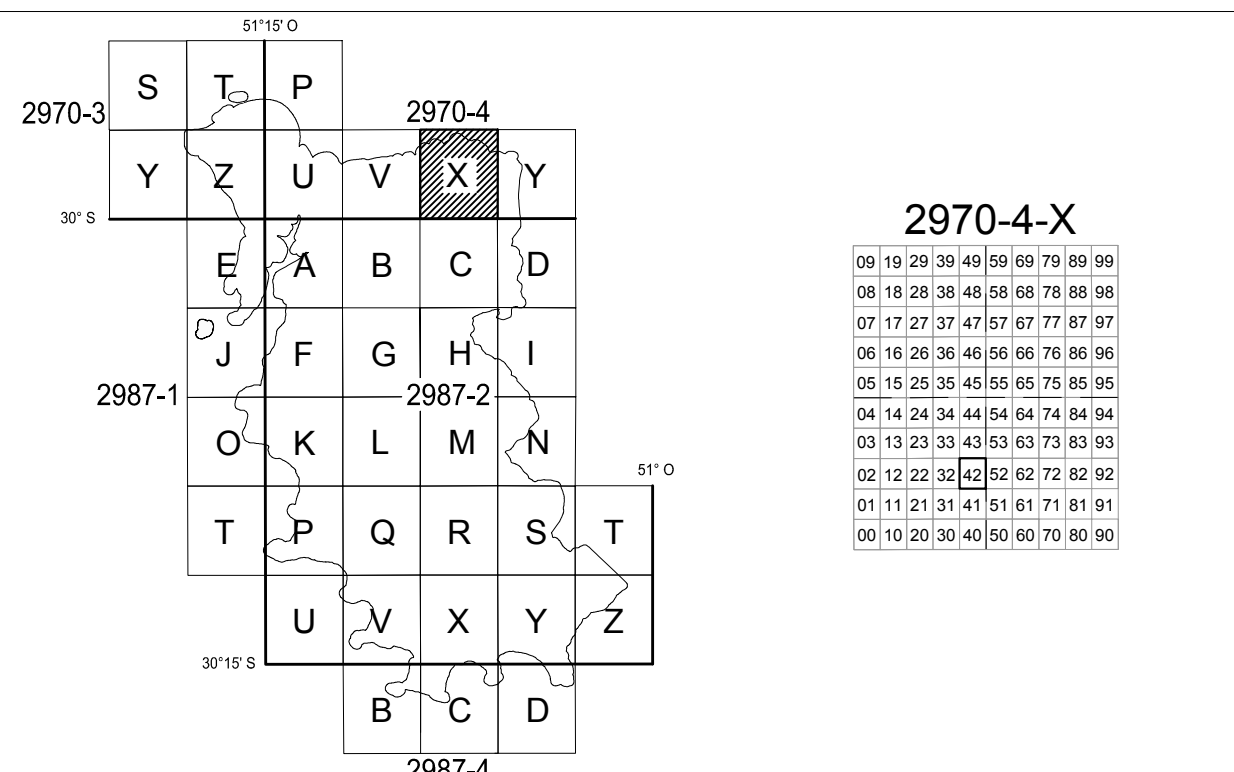 51°15' O
S T P
2970-3
2970-4
Y Z U V X Y
30° S
E A B C D
J F G H I
2987-1
2987-2
O K L M N
51° O
T P Q R S T
U V X Y Z
30°15' S
B C D
2987-4
2970-4-X
09 19 29 39 49 59 69 79 89 99
08 18 28 38 48 58 68 78 88 98
07 17 27 37 47 57 67 77 87 97
06 16 26 36 46 56 66 76 86 96
05 15 25 35 45 55 65 75 85 95
04 14 24 34 44 54 64 74 84 94
03 13 23 33 43 53 63 73 83 93
02 12 22 32 42 52 62 72 82 92
01 11 21 31 41 51 61 71 81 91
00 10 20 30 40 50 60 70 80 90